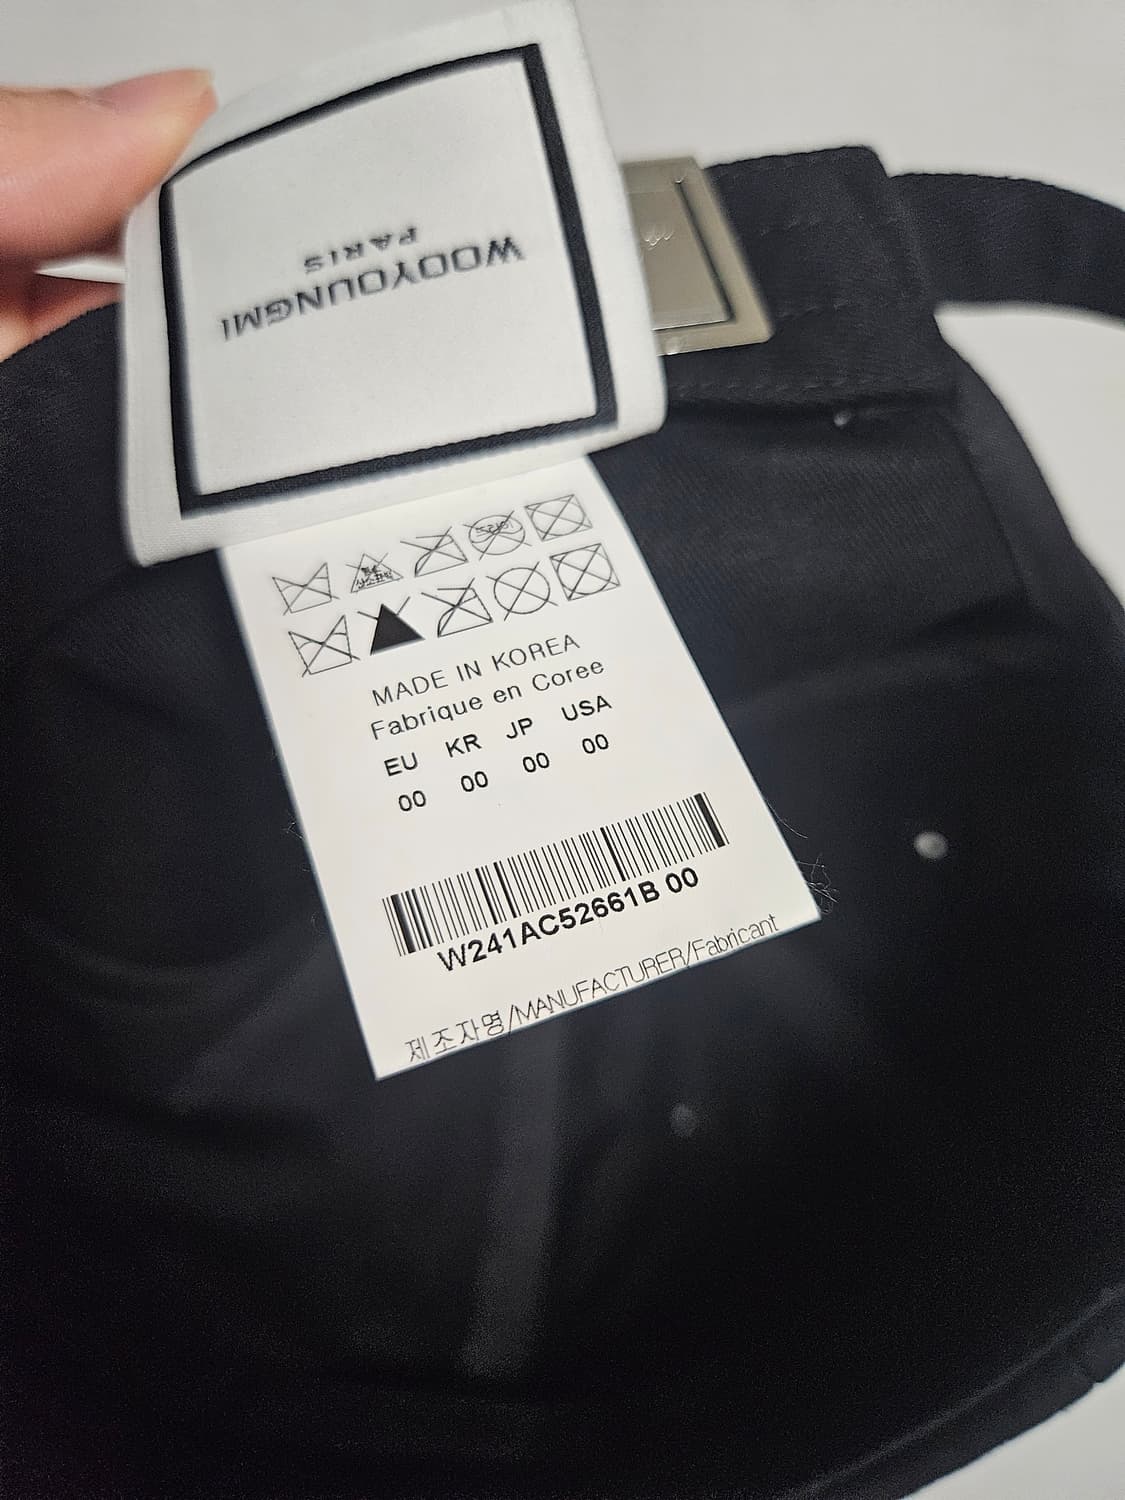 WOOYOUNGMI
PARIS
MADE IN KOREA
Fabrique en Coree
EU KR JP USA
00 00 00 00
W241AC52661B 00
제조자명/MANUFACTURER/Fabricant